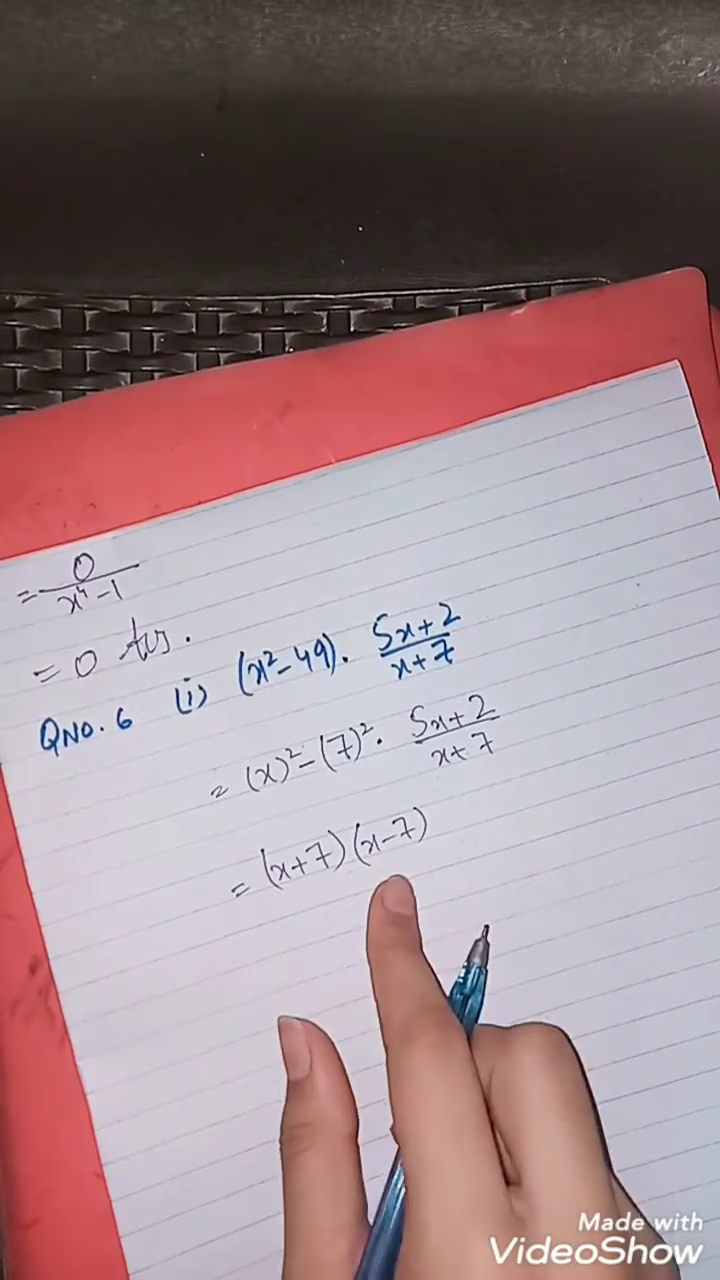 = 0/x⁴-1
= 0 Ans.
QNO. 6 (i) (x²-49). 5x+2/x+7
= (x)²-(7)². 5x+2/x+7
= (x+7)(x-7)
Made with
VideoShow